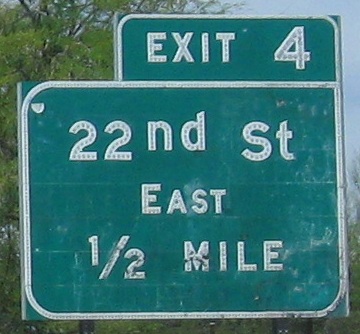 EXIT 4
22nd St
EAST
1/2 MILE